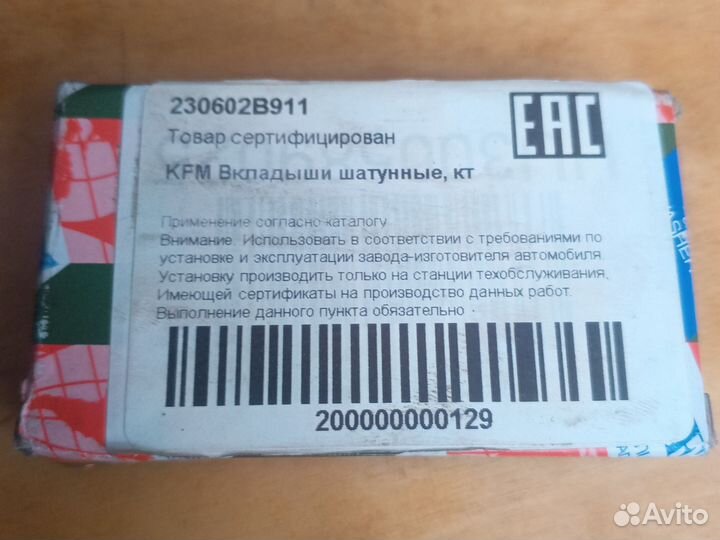 230602B911
EAC
Товар сертифицирован
KFM Вкладыши шатунные, кт
Применение согласно каталогу
Внимание. Использовать в соответствии с требованиями по
установке и эксплуатации завода-изготовителя автомобиля.
Установку производить только на станции техобслуживания,
Имеющей сертификаты на производство данных работ.
Выполнение данного пункта обязательно
200000000129
Avito